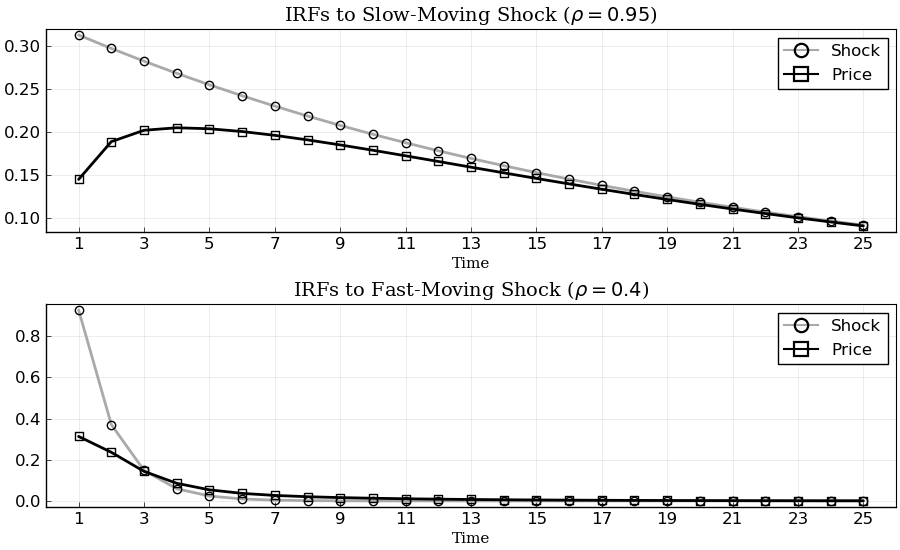 IRFs to Slow-Moving Shock (ρ = 0.95)
0.30
0.25
0.20
0.15
0.10
Shock
Price
1 3 5 7 9 11 13 15 17 19 21 23 25
Time
IRFs to Fast-Moving Shock (ρ = 0.4)
0.8
0.6
0.4
0.2
0.0
Shock
Price
1 3 5 7 9 11 13 15 17 19 21 23 25
Time